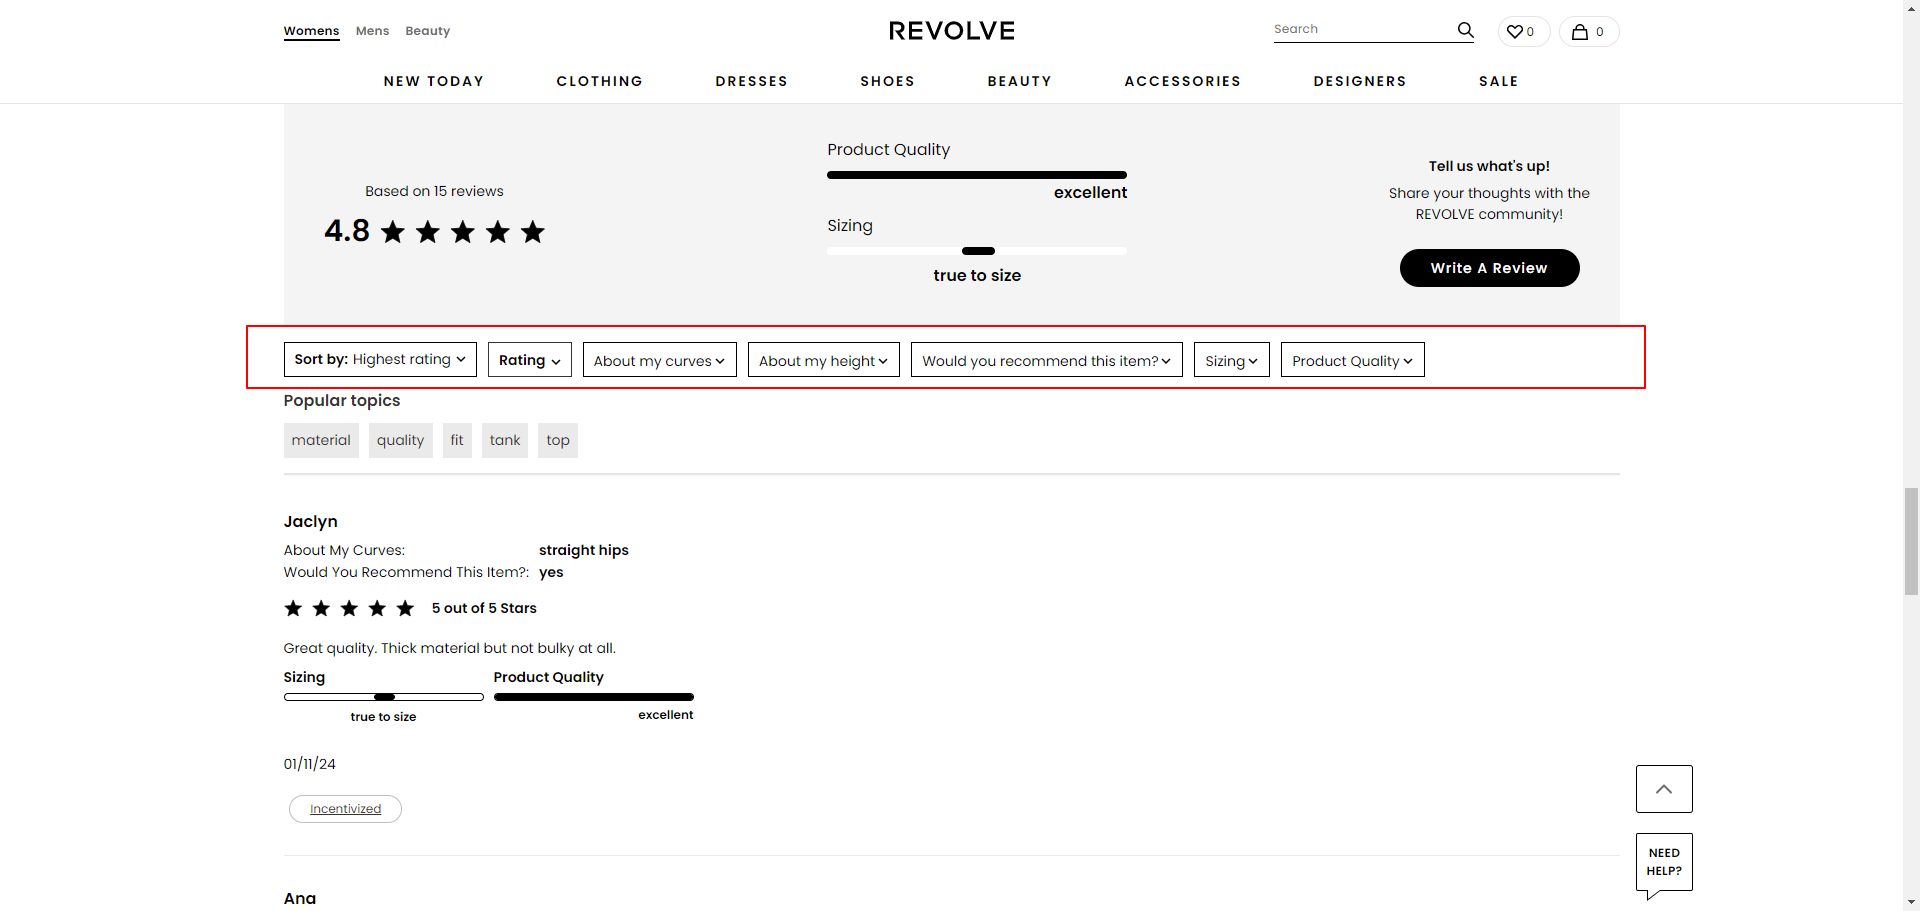 Womens Mens Beauty
REVOLVE
Search
0
0
NEW TODAY CLOTHING DRESSES SHOES BEAUTY ACCESSORIES DESIGNERS SALE
Based on 15 reviews
4.8
Product Quality
excellent
Sizing
true to size
Tell us what's up!
Share your thoughts with the
REVOLVE community!
Write A Review
Sort by: Highest rating Rating About my curves About my height Would you recommend this item? Sizing Product Quality
Popular topics
material quality fit tank top
Jaclyn
About My Curves: straight hips
Would You Recommend This Item?: yes
5 out of 5 Stars
Great quality. Thick material but not bulky at all.
Sizing Product Quality
true to size excellent
01/11/24
Incentivized
NEED
HELP?
Ana